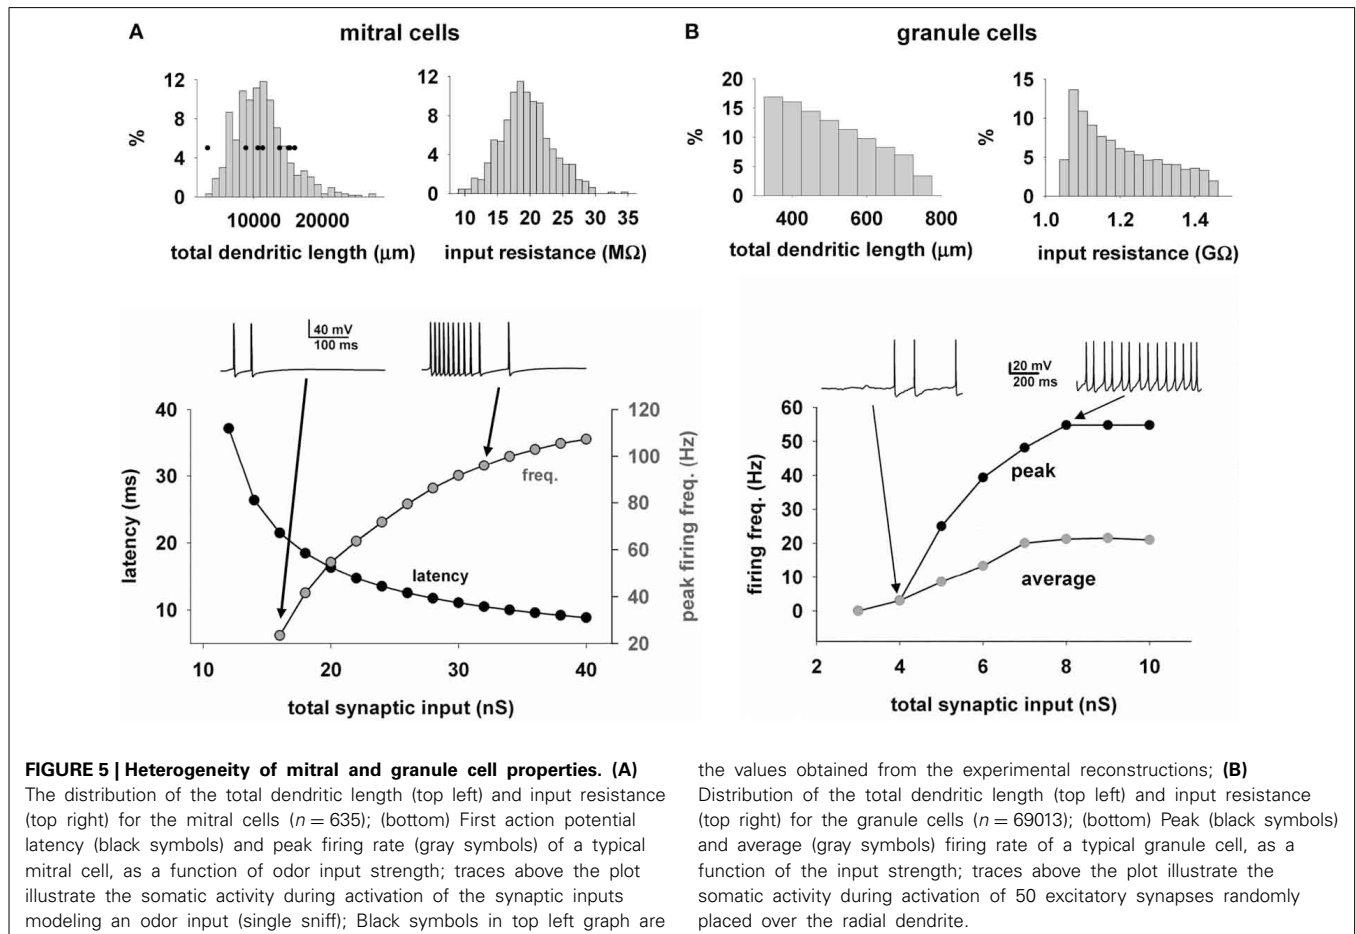 A
mitral cells
B
granule cells
12
8
4
0
%
10000 20000
total dendritic length (μm)
12
8
4
0
%
10 15 20 25 30 35
input resistance (MΩ)
20
15
10
5
0
%
400 600 800
total dendritic length (μm)
15
10
5
0
%
1.0 1.2 1.4
input resistance (GΩ)
40 mV
100 ms
40
30
20
10
latency (ms)
120
100
80
60
40
20
peak firing freq. (Hz)
freq.
latency
10 20 30 40
total synaptic input (nS)
20 mV
200 ms
60
50
40
30
20
10
0
firing freq. (Hz)
peak
average
2 4 6 8 10
total synaptic input (nS)
FIGURE 5 | Heterogeneity of mitral and granule cell properties. (A)
The distribution of the total dendritic length (top left) and input resistance
(top right) for the mitral cells (n = 635); (bottom) First action potential
latency (black symbols) and peak firing rate (gray symbols) of a typical
mitral cell, as a function of odor input strength; traces above the plot
illustrate the somatic activity during activation of the synaptic inputs
modeling an odor input (single sniff); Black symbols in top left graph are
the values obtained from the experimental reconstructions; (B)
Distribution of the total dendritic length (top left) and input resistance
(top right) for the granule cells (n = 69013); (bottom) Peak (black symbols)
and average (gray symbols) firing rate of a typical granule cell, as a
function of the input strength; traces above the plot illustrate the
somatic activity during activation of 50 excitatory synapses randomly
placed over the radial dendrite.